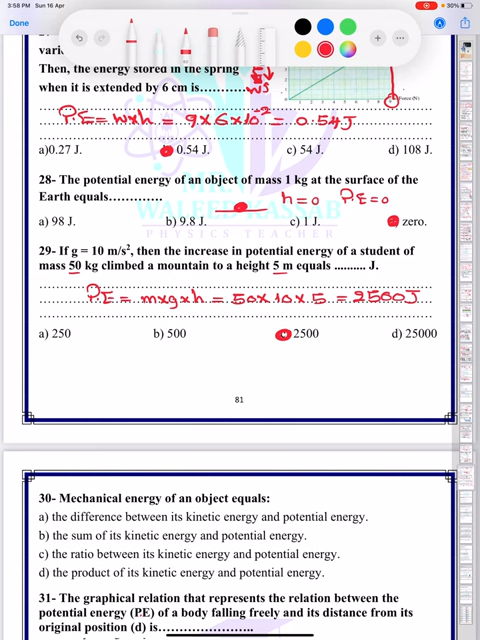 3:58 PM Sun 16 Apr
30%
Done
vari
Then, the energy stored in the spring
when it is extended by 6 cm is…………
WS
Force (N)
P.E = w x h = 9 x 6 x 10⁻² = 0.54 J
a)0.27 J.
0.54 J.
c) 54 J.
d) 108 J.
28- The potential energy of an object of mass 1 kg at the surface of the
Earth equals………….
h = 0 P.E = 0
a) 98 J.
b) 9.8 J.
c) 1 J.
zero.
WALEED KASSAB
PHYSICS TEACHER
29- If g = 10 m/s², then the increase in potential energy of a student of
mass 50 kg climbed a mountain to a height 5 m equals .......... J.
P.E = m x g x h = 50 x 10 x 5 = 2500 J
a) 250
b) 500
2500
d) 25000
81
30- Mechanical energy of an object equals:
a) the difference between its kinetic energy and potential energy.
b) the sum of its kinetic energy and potential energy.
c) the ratio between its kinetic energy and potential energy.
d) the product of its kinetic energy and potential energy.
31- The graphical relation that represents the relation between the
potential energy (P.E) of a body falling freely and its distance from its
original position (d) is…………………..